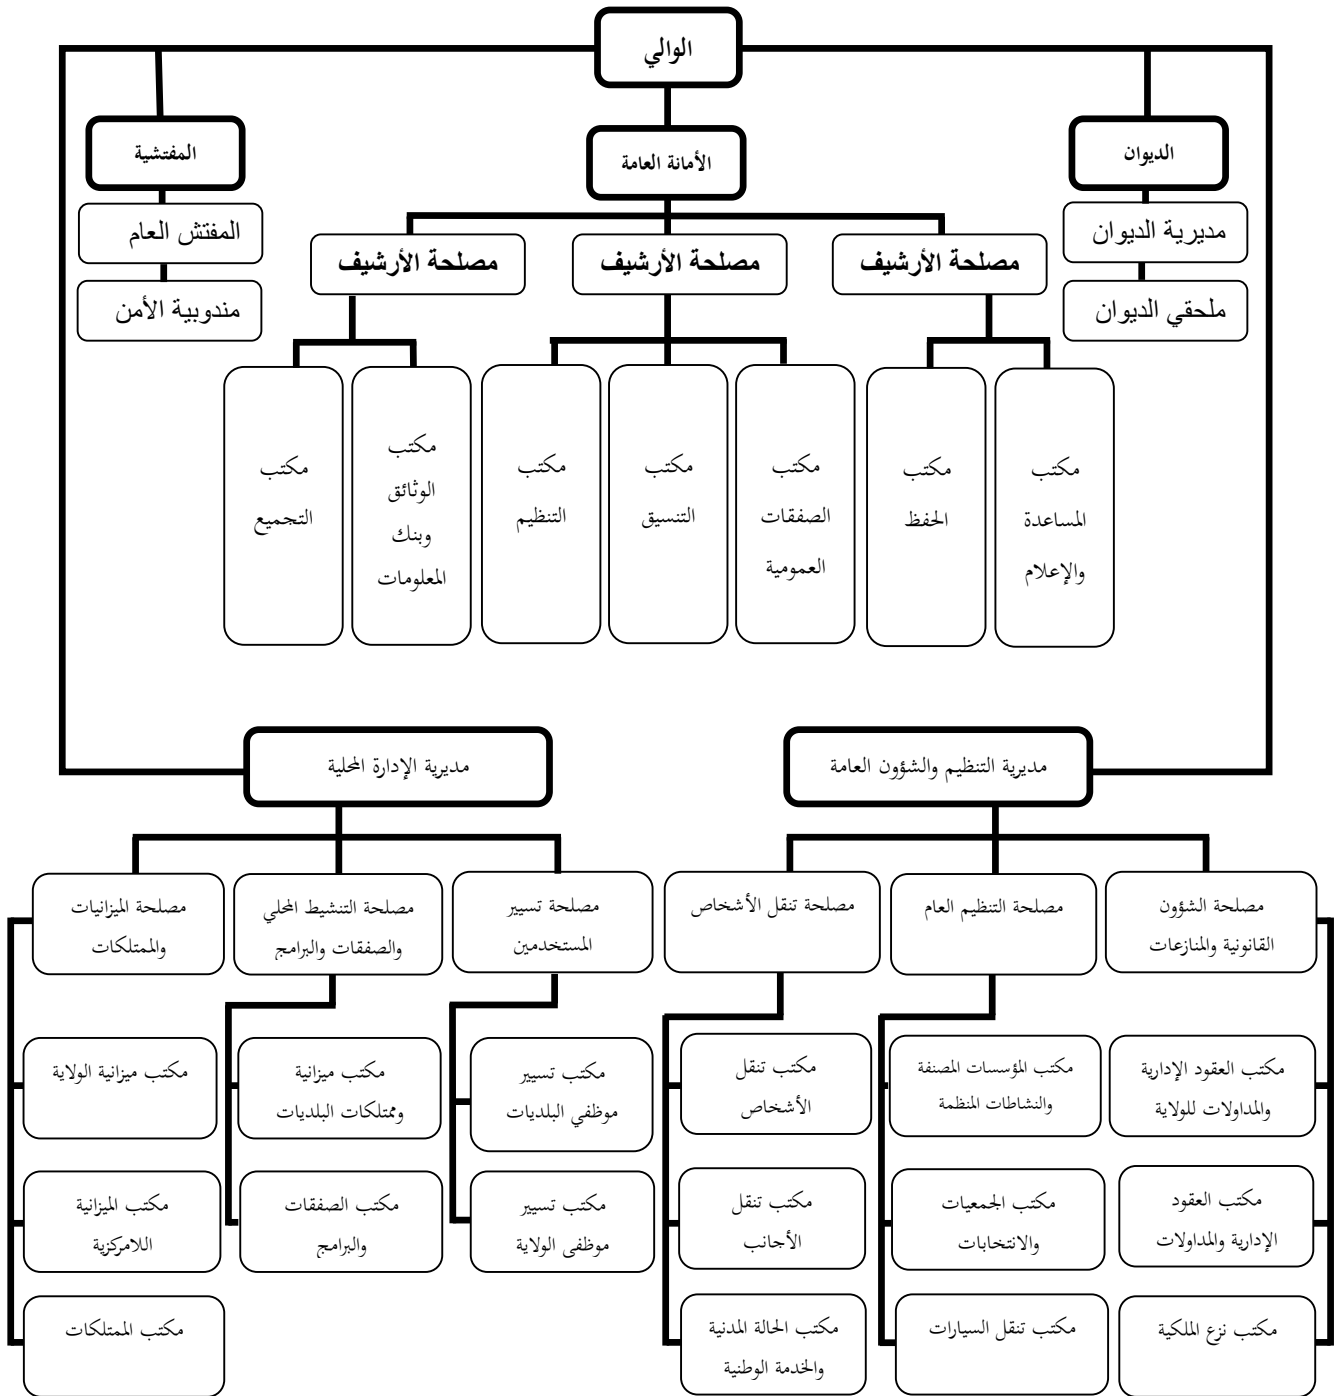 الوالي
الديوان
الأمانة العامة
المفتشية
مديرية الديوان
المفتش العام
ملحقي الديوان
مندوبية الأمن
مصلحة الأرشيف
مصلحة الأرشيف
مصلحة الأرشيف
مكتب
المساعدة
والإعلام
مكتب
الحفظ
مكتب
الصفقات
العمومية
مكتب
التنسيق
مكتب
التنظيم
مكتب
الوثائق
وبنك
المعلومات
مكتب
التجميع
مديرية التنظيم والشؤون العامة
مديرية الإدارة المحلية
مصلحة الشؤون
القانونية والمنازعات
مصلحة التنظيم العام
مصلحة تنقل الأشخاص
مصلحة تسيير
المستخدمين
مصلحة التنشيط المحلي
والصفقات والبرامج
مصلحة الميزانيات
والممتلكات
مكتب العقود الإدارية
والمداولات للولاية
مكتب المؤسسات المصنفة
والنشاطات المنظمة
مكتب تنقل
الأشخاص
مكتب تسيير
موظفي البلديات
مكتب ميزانية
وممتلكات البلديات
مكتب ميزانية الولاية
مكتب العقود
الإدارية والمداولات
مكتب الجمعيات
والانتخابات
مكتب تنقل
الأجانب
مكتب تسيير
موظفى الولاية
مكتب الصفقات
والبرامج
مكتب الميزانية
اللامركزية
مكتب نزع الملكية
مكتب تنقل السيارات
مكتب الحالة المدنية
والخدمة الوطنية
مكتب الممتلكات